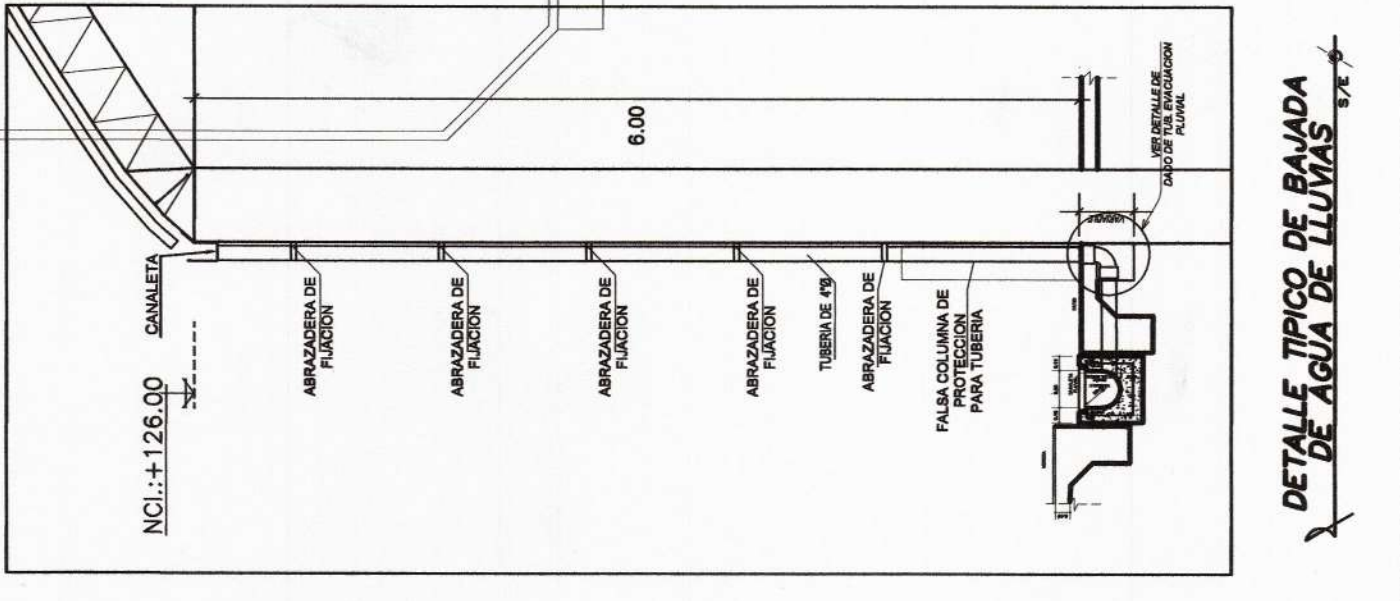 NCI.:+126.00
CANALETA
ABRAZADERA DE
FIJACION
ABRAZADERA DE
FIJACION
ABRAZADERA DE
FIJACION
ABRAZADERA DE
FIJACION
TUBERIA DE 4"Ø
ABRAZADERA DE
FIJACION
FALSA COLUMNA DE
PROTECCION
PARA TUBERIA
6.00
VARIABLE
VER DETALLE DE
DADO DE TUB. EVACUACION
PLUVIAL
DETALLE TIPICO DE BAJADA
DE AGUA DE LLUVIAS
S/E